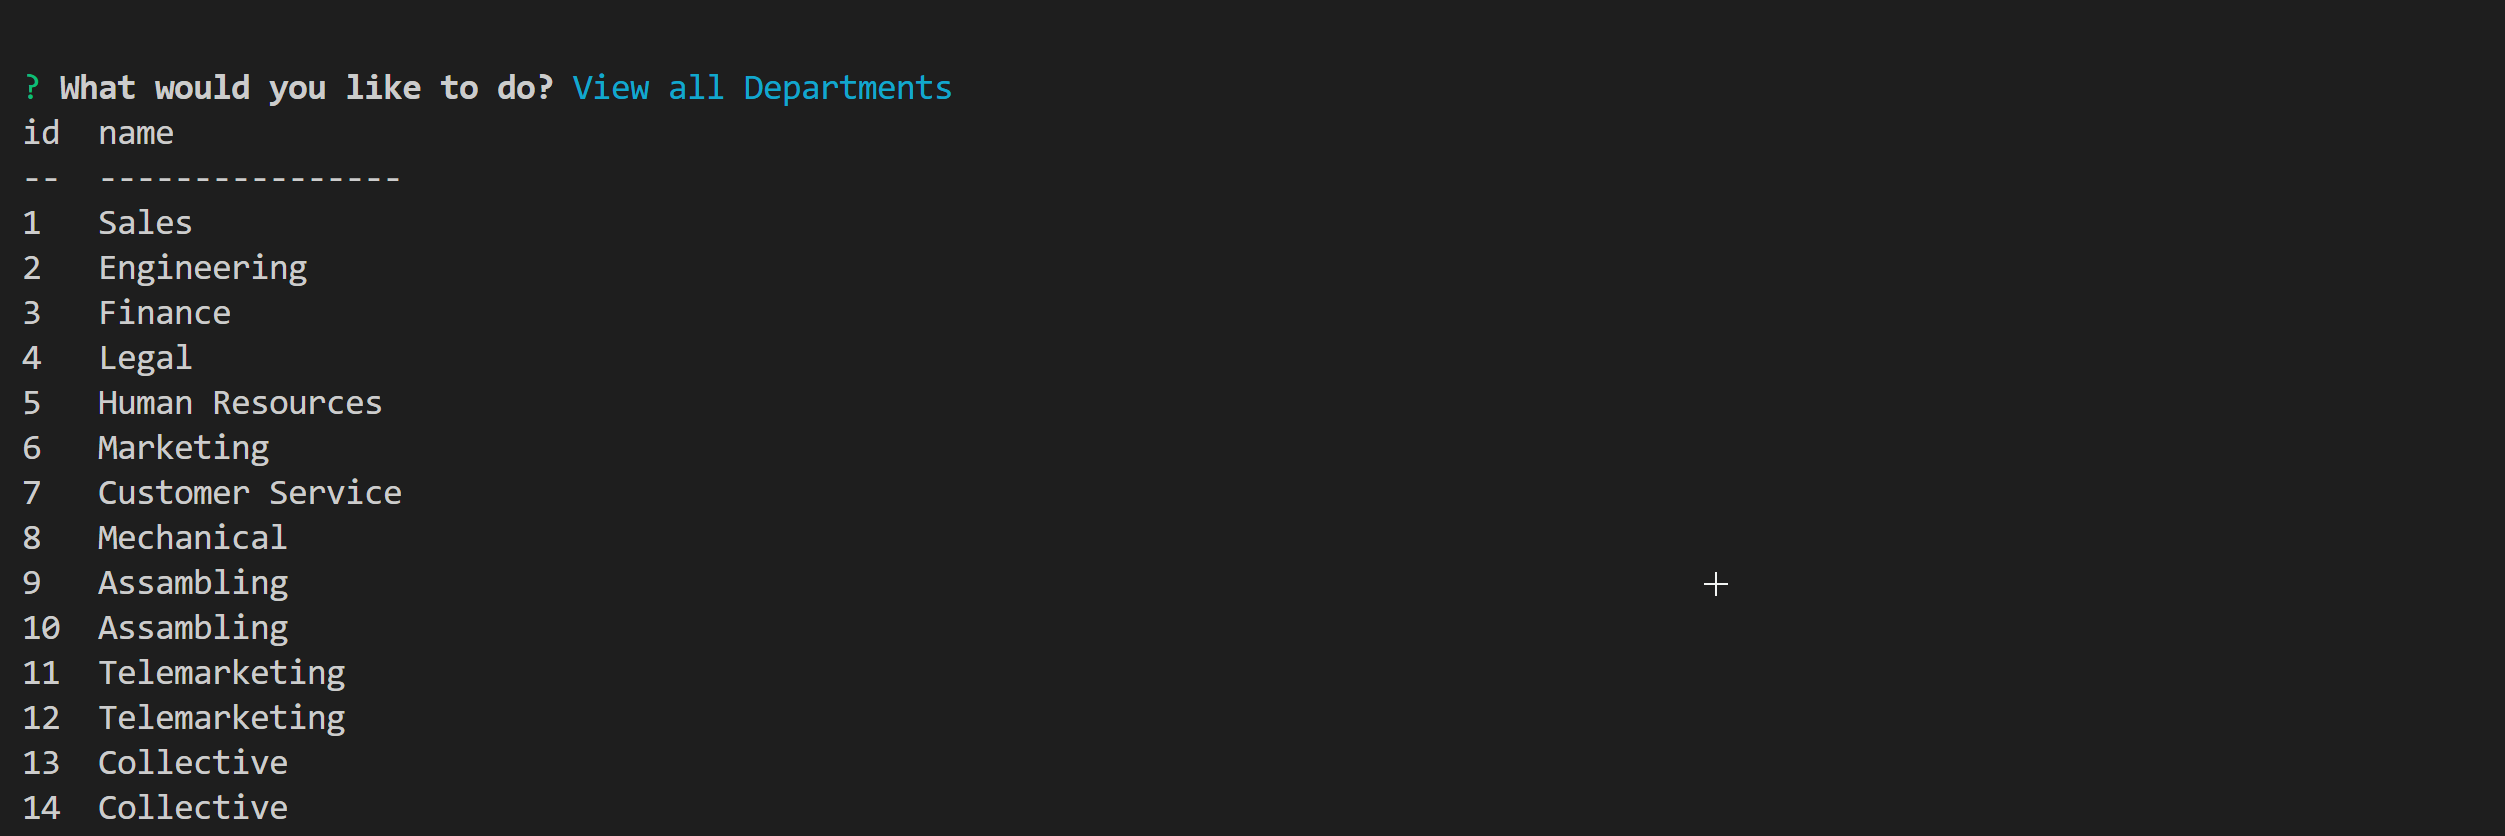 ? What would you like to do? View all Departments
id  name
--  ----------------
1   Sales
2   Engineering
3   Finance
4   Legal
5   Human Resources
6   Marketing
7   Customer Service
8   Mechanical
9   Assambling
10  Assambling
11  Telemarketing
12  Telemarketing
13  Collective
14  Collective